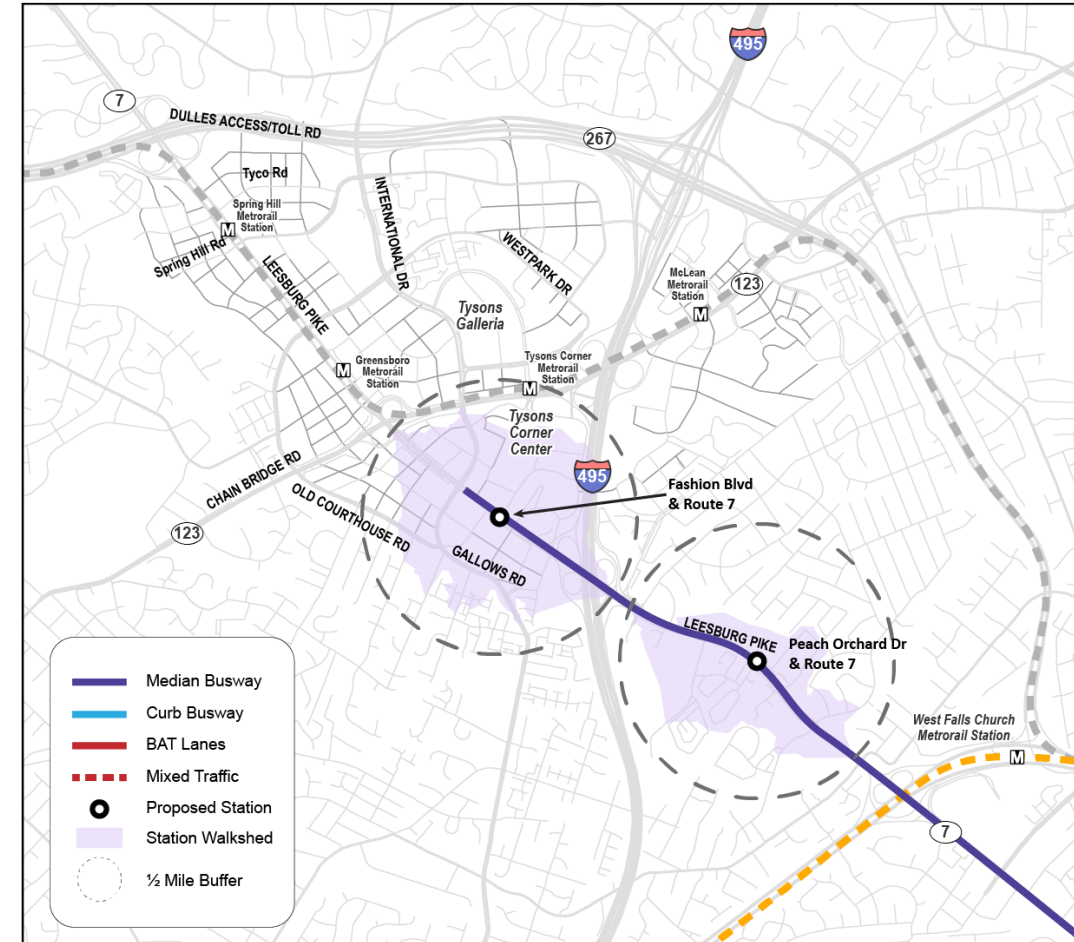 495
7
DULLES ACCESS/TOLL RD
267
Tyco Rd
INTERNATIONAL DR
Spring Hill
Metrorail
Station
M
Spring Hill Rd
WESTPARK DR
LEESBURG PIKE
McLean
Metrorail
Station
123
M
Tysons
Galleria
Greensboro
Metrorail
Station
M
Tysons Corner
Metrorail
Station
M
Tysons
Corner
Center
495
Fashion Blvd
& Route 7
CHAIN BRIDGE RD
OLD COURTHOUSE RD
123
GALLOWS RD
LEESBURG PIKE
Peach Orchard Dr
& Route 7
West Falls Church
Metrorail Station
M
7
Median Busway
Curb Busway
BAT Lanes
Mixed Traffic
Proposed Station
Station Walkshed
½ Mile Buffer